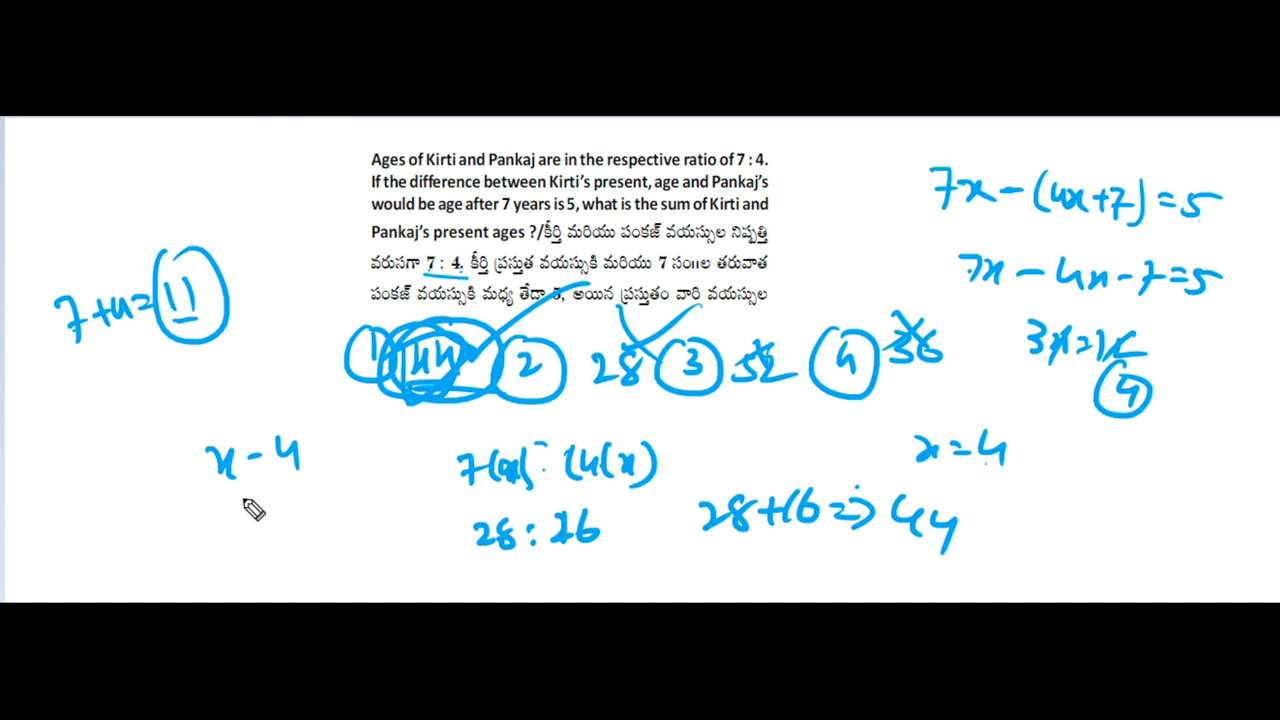 Ages of Kirti and Pankaj are in the respective ratio of 7 : 4.
If the difference between Kirti's present, age and Pankaj's
would be age after 7 years is 5, what is the sum of Kirti and
Pankaj's present ages ?/కీర్తి మరియు పంకజ్ వయస్సుల నిష్పత్తి
వరుసగా 7 : 4. కీర్తి ప్రస్తుత వయస్సుకి మరియు 7 సం॥ల తరువాత
పంకజ్ వయస్సుకి మధ్య తేడా 5, అయిన ప్రస్తుతం వారి వయస్సుల
7x - (4x+7) = 5
7x - 4x - 7 = 5
7+4= 11
1 44 2 28 3 52 4 36
4
x - 4
7(x) : (4(x)
x = 4
28 : 16
28+16 => 44